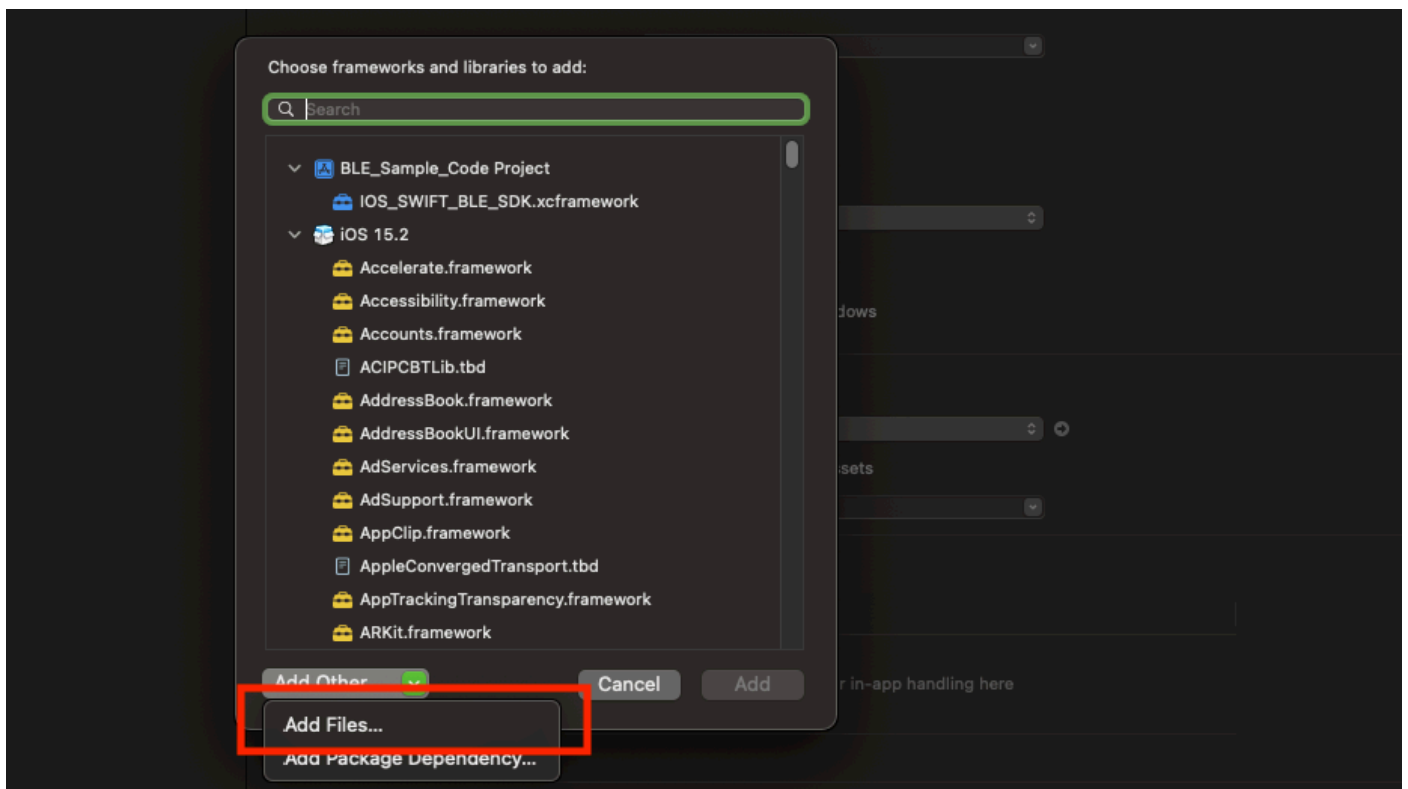 Choose frameworks and libraries to add:
Search
BLE_Sample_Code Project
IOS_SWIFT_BLE_SDK.xcframework
iOS 15.2
Accelerate.framework
Accessibility.framework
Accounts.framework
dows
ACIPCBTLib.tbd
AddressBook.framework
AddressBookUI.framework
AdServices.framework
sets
AdSupport.framework
AppClip.framework
AppleConvergedTransport.tbd
AppTrackingTransparency.framework
ARKit.framework
Add Other...
Cancel
Add
r in-app handling here
Add Files...
Add Package Dependency...